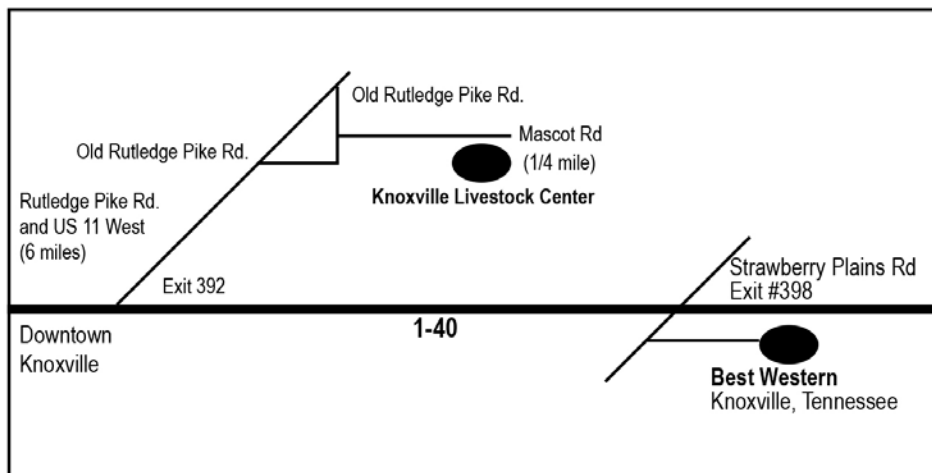 Old Rutledge Pike Rd.
Old Rutledge Pike Rd.
Mascot Rd
(1/4 mile)
Knoxville Livestock Center
Rutledge Pike Rd.
and US 11 West
(6 miles)
Exit 392
Strawberry Plains Rd
Exit #398
1-40
Downtown
Knoxville
Best Western
Knoxville, Tennessee